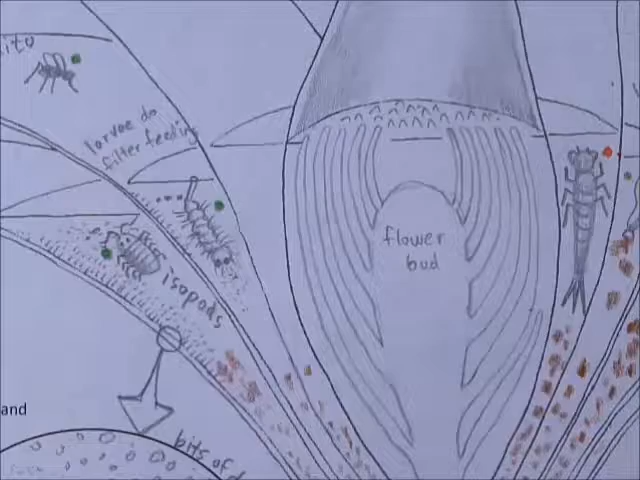 larvae do
filter feeding
flower
bud
isopods
and
bits of